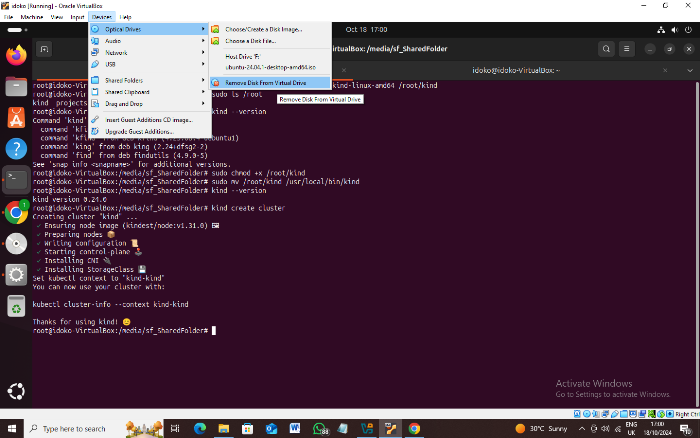 idoko [Running] - Oracle VirtualBox
File Machine View Input Devices Help
Oct 18 17:00
Optical Drives
Audio
Network
USB
Shared Folders
Shared Clipboard
Drag and Drop
Insert Guest Additions CD image...
Upgrade Guest Additions...
Choose/Create a Disk Image...
Choose a Disk File...
Host Drive 'F:'
ubuntu-24.04.1-desktop-amd64.iso
Remove Disk From Virtual Drive
Remove Disk From Virtual Drive
irtualBox: /media/sf_SharedFolder
idoko@idoko-VirtualBox: ~
root@idoko-VirtualBox:/media/sf_SharedFolder# kind-linux-amd64 /root/kind
root@idoko-Vi sudo ls /root
kind projects
root@idoko-Vi kind --version
Command 'kind
command 'kfi
command 'kfind' ubuntu1)
command 'king' from deb king (2.24+dfsg2-2)
command 'find' from deb findutils (4.9.0-5)
See 'snap info <snapname>' for additional versions.
root@idoko-VirtualBox:/media/sf_SharedFolder# sudo chmod +x /root/kind
root@idoko-VirtualBox:/media/sf_SharedFolder# sudo mv /root/kind /usr/local/bin/kind
root@idoko-VirtualBox:/media/sf_SharedFolder# kind --version
kind version 0.24.0
root@idoko-VirtualBox:/media/sf_SharedFolder# kind create cluster
Creating cluster "kind" ...
✓ Ensuring node image (kindest/node:v1.31.0) 🖼
✓ Preparing nodes 📦
✓ Writing configuration 📜
✓ Starting control-plane 🕹️
✓ Installing CNI 🔌
✓ Installing StorageClass 💾
Set kubectl context to "kind-kind"
You can now use your cluster with:
kubectl cluster-info --context kind-kind
Thanks for using kind! 😊
root@idoko-VirtualBox:/media/sf_SharedFolder#
Activate Windows
Go to Settings to activate Windows.
Right Ctrl
Type here to search
30°C Sunny
ENG
UK
17:00
18/10/2024